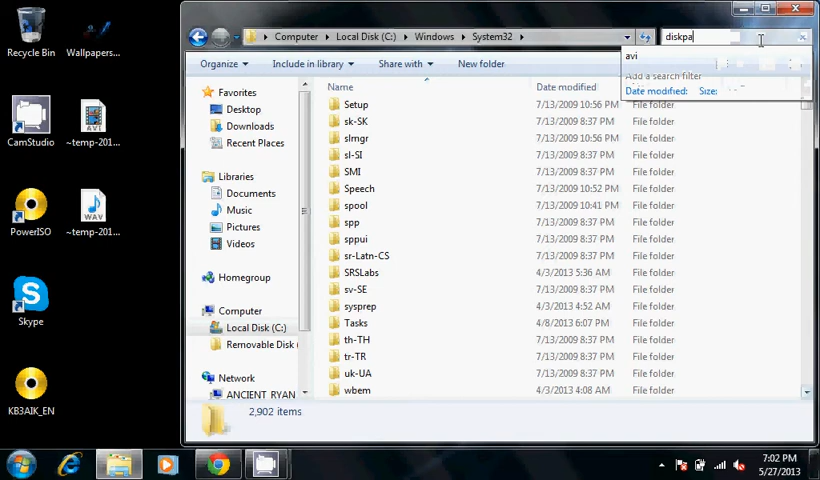 Recycle Bin
Wallpapers...
CamStudio
~temp-201...
PowerISO
~temp-201...
Skype
KB3AIK_EN
Computer Local Disk (C:) Windows System32
diskpa
avi
Add a search filter
Date modified: Size:
Organize Include in library Share with New folder
Favorites
Desktop
Downloads
Recent Places
Libraries
Documents
Music
Pictures
Videos
Homegroup
Computer
Local Disk (C:)
Removable Disk
Network
ANCIENT_RYAN
Name
Setup 7/13/2009 10:56 PM File folder
sk-SK 7/13/2009 8:37 PM File folder
slmgr 7/13/2009 10:56 PM File folder
sl-SI 7/13/2009 8:37 PM File folder
SMI 7/13/2009 8:37 PM File folder
Speech 7/13/2009 10:52 PM File folder
spool 7/13/2009 10:41 PM File folder
spp 7/13/2009 8:37 PM File folder
sppui 7/13/2009 8:37 PM File folder
sr-Latn-CS 7/13/2009 8:37 PM File folder
SRSLabs 4/3/2013 5:36 AM File folder
sv-SE 7/13/2009 8:37 PM File folder
sysprep 4/3/2013 4:52 AM File folder
Tasks 4/8/2013 6:07 PM File folder
th-TH 7/13/2009 8:37 PM File folder
tr-TR 7/13/2009 8:37 PM File folder
uk-UA 7/13/2009 8:37 PM File folder
wbem 4/3/2013 4:08 AM File folder
Date modified
Type
2,902 items
7:02 PM
5/27/2013